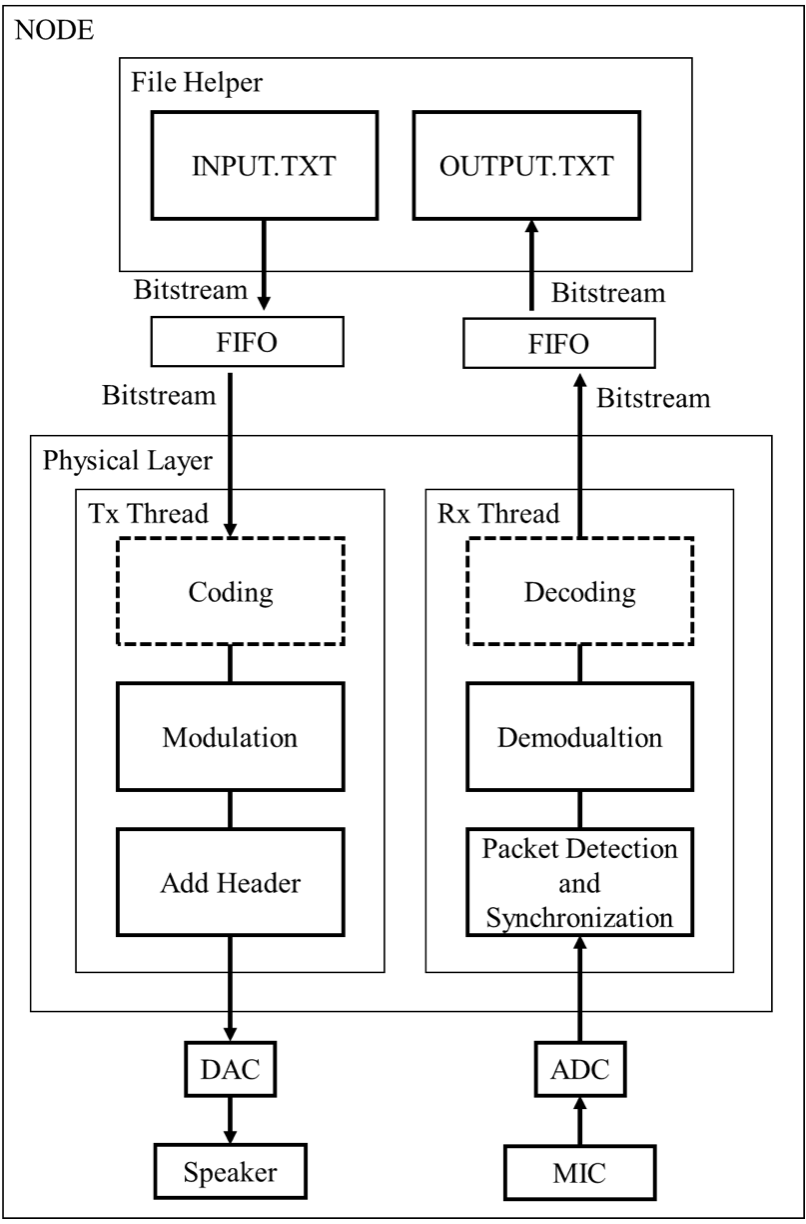 NODE
File Helper
INPUT.TXT
OUTPUT.TXT
Bitstream
Bitstream
FIFO
FIFO
Bitstream
Bitstream
Physical Layer
Tx Thread
Rx Thread
Coding
Decoding
Modulation
Demodualtion
Add Header
Packet Detection
and
Synchronization
DAC
ADC
Speaker
MIC